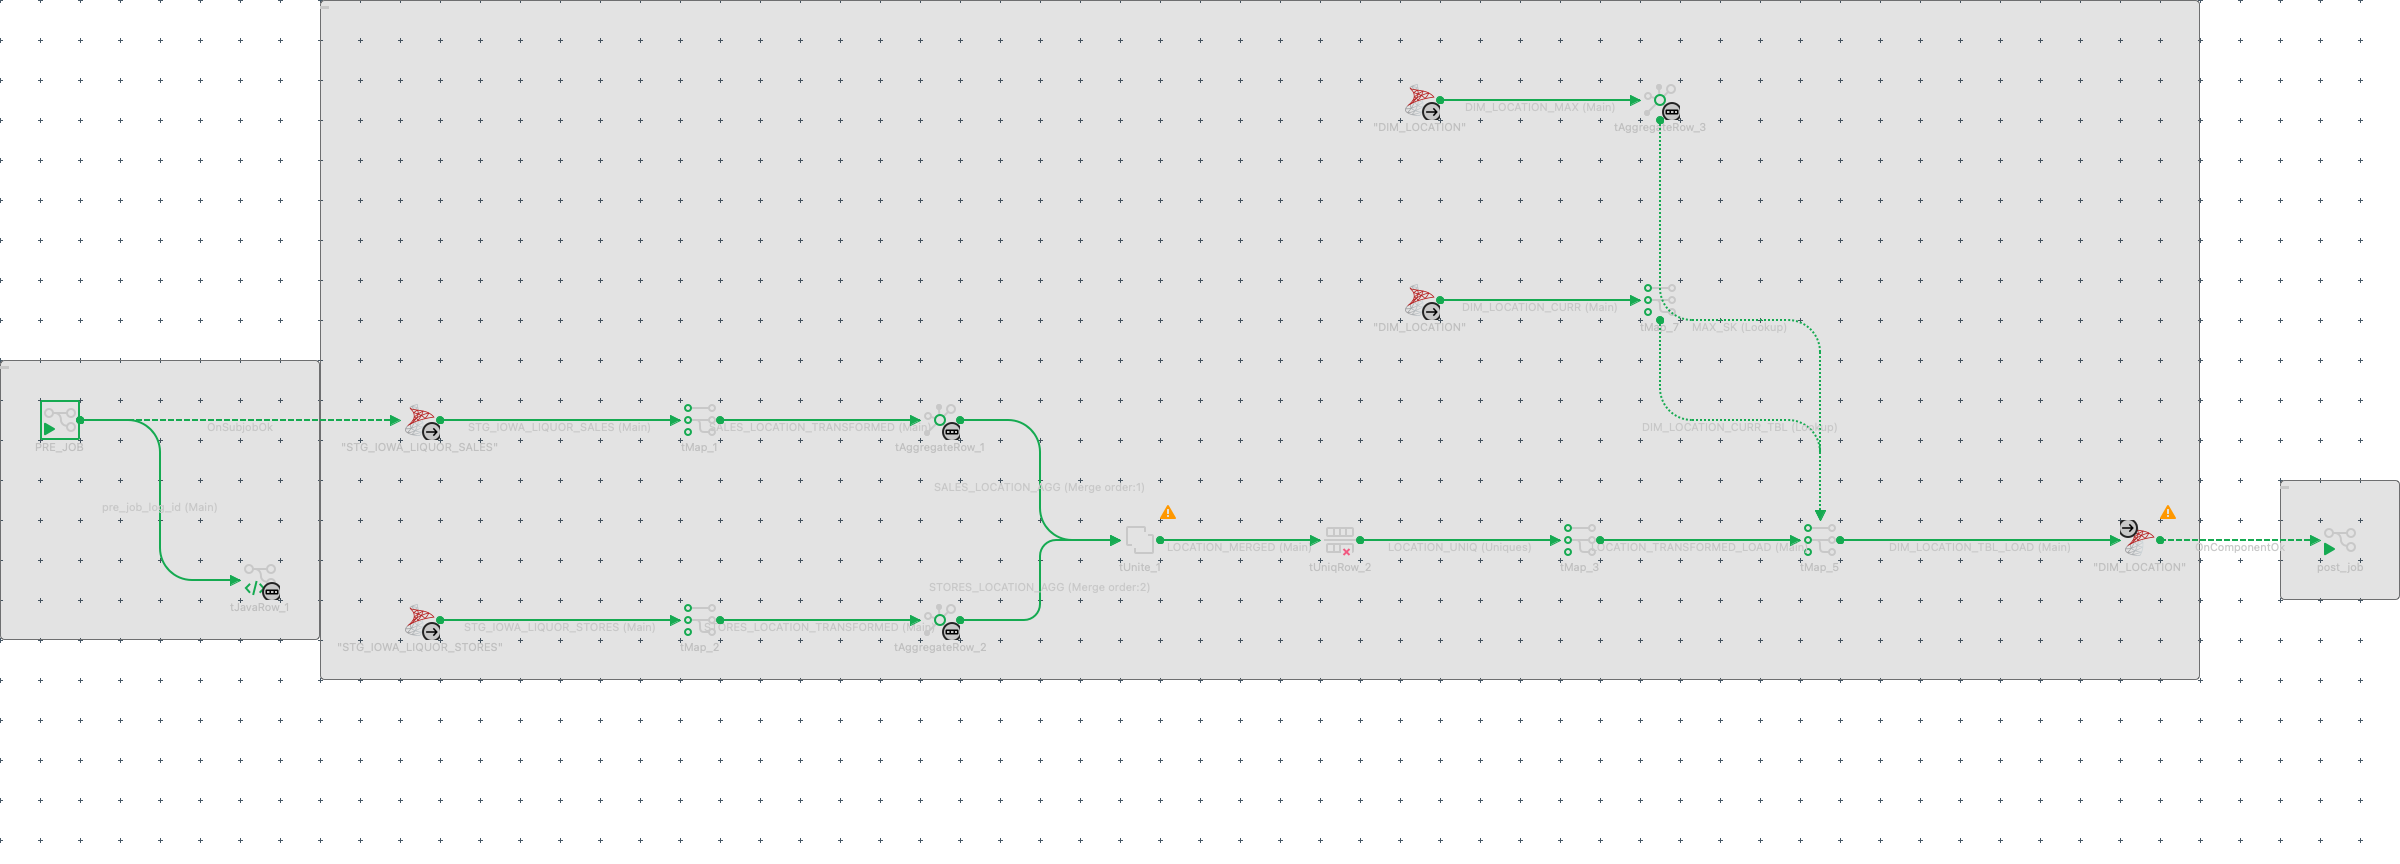 DIM_LOCATION_MAX (Main)
"DIM_LOCATION"
tAggregateRow_3
DIM_LOCATION_CURR (Main)
"DIM_LOCATION"
tMap_7
MAX_SK (Lookup)
PRE_JOB
OnSubjobOk
"STG_IOWA_LIQUOR_SALES"
STG_IOWA_LIQUOR_SALES (Main)
tMap_1
SALES_LOCATION_TRANSFORMED (Main)
tAggregateRow_1
DIM_LOCATION_CURR_TBL (Lookup)
SALES_LOCATION_AGG (Merge order:1)
pre_job_log_id (Main)
tJavaRow_1
tUnite_1
LOCATION_MERGED (Main)
tUniqRow_2
LOCATION_UNIQ (Uniques)
tMap_3
LOCATION_TRANSFORMED_LOAD (Main)
tMap_5
DIM_LOCATION_TBL_LOAD (Main)
"DIM_LOCATION"
OnComponentOk
post_job
STORES_LOCATION_AGG (Merge order:2)
"STG_IOWA_LIQUOR_STORES"
STG_IOWA_LIQUOR_STORES (Main)
tMap_2
STORES_LOCATION_TRANSFORMED (Main)
tAggregateRow_2